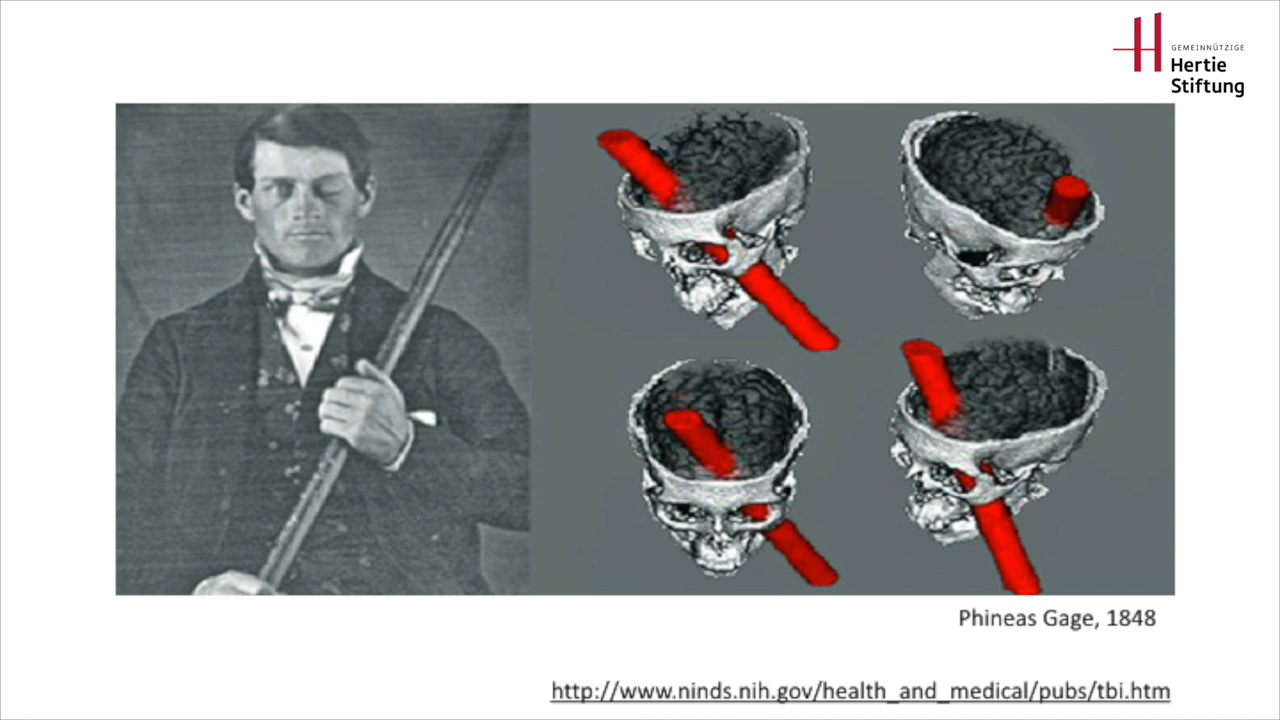 GEMEINNÜTZIGE
Hertie
Stiftung
Phineas Gage, 1848
http://www.ninds.nih.gov/health_and_medical/pubs/tbi.htm